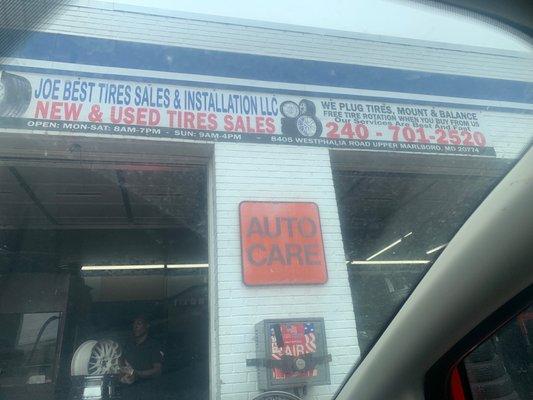 JOE BEST TIRES SALES & INSTALLATION LLC
NEW & USED TIRES SALES
OPEN: MON-SAT: 8AM-7PM - SUN: 9AM-4PM
WE PLUG TIRES, MOUNT & BALANCE
FREE TIRE ROTATION WHEN YOU BUY FROM US
Our Services are Best and Fast
240 - 701-2520
8405 WESTPHALIA ROAD UPPER MARLBORO, MD 20774
AUTO
CARE
AIR